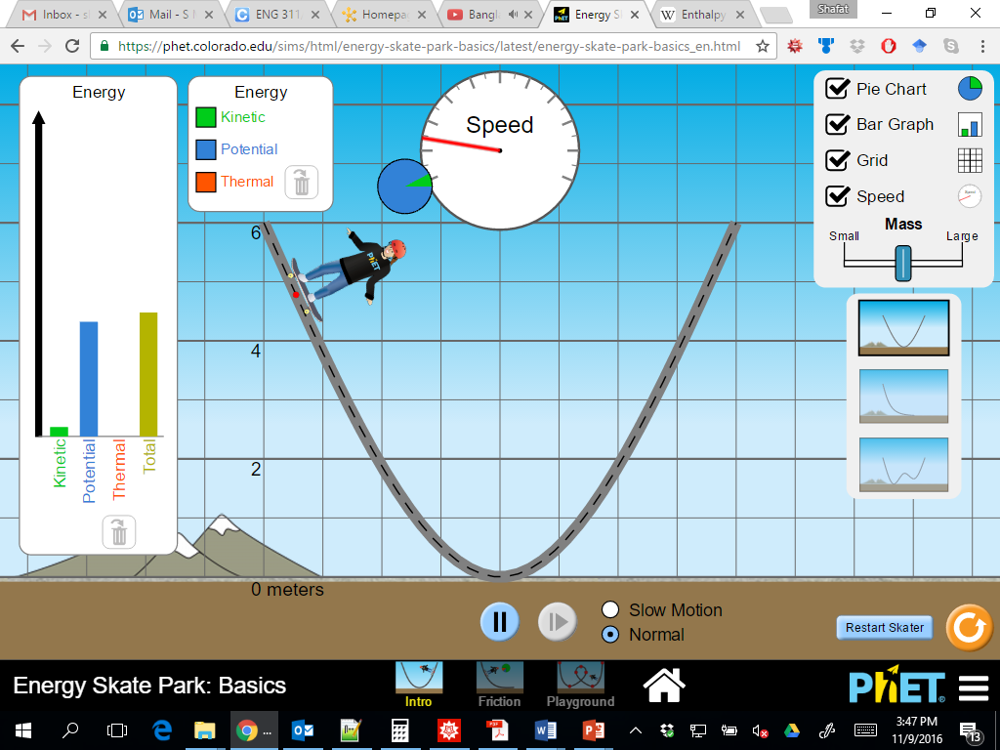 Shafat
Inbox - s
Mail - S
ENG 311
Homepa
Bangl
Energy S
Enthalpy
https://phet.colorado.edu/sims/html/energy-skate-park-basics/latest/energy-skate-park-basics_en.html
Energy
Kinetic
Potential
Thermal
Total
Energy
Kinetic
Potential
Thermal
Speed
Pie Chart
Bar Graph
Grid
Speed
Mass
Small
Large
6
4
2
0 meters
PhET
Slow Motion
Normal
Restart Skater
Energy Skate Park: Basics
Intro
Friction
Playground
PhET
3:47 PM
11/9/2016
13